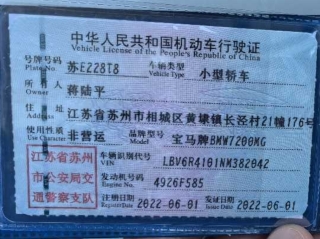 中华人民共和国机动车行驶证
Vehicle License of the People's Republic of China
号牌号码 苏E228T8 车辆类型 小型轿车
Plate No. Vehicle Type
所有人 蒋陆平
Owner
住址 江苏省苏州市相城区黄埭镇长泾村21幢176号
Address
使用性质 非营运 品牌型号 宝马牌BMW7200MG
江苏省苏州
市公安局交
通警察支队
车辆识别代号 LBV6R4101NM382042
VIN
发动机号码 4926F585
Engine No.
注册日期 2022-06-01 发证日期 2022-06-01
Register Date Issue Date